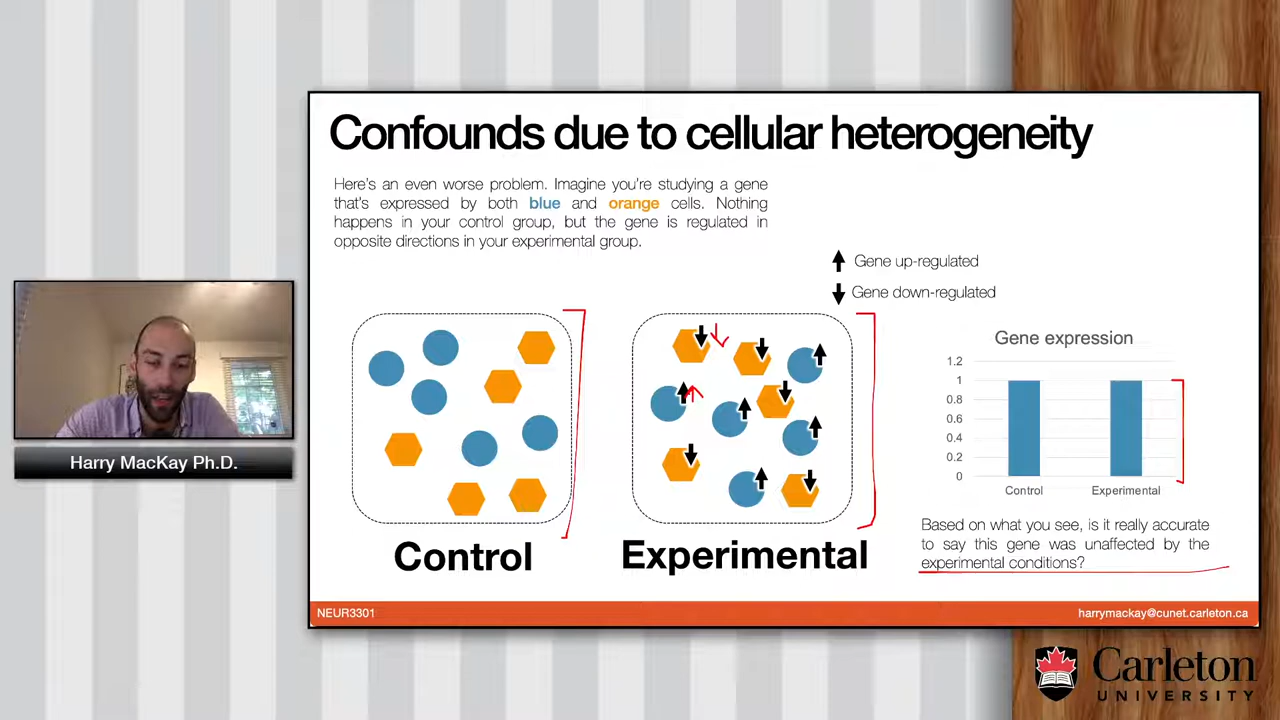 Confounds due to cellular heterogeneity
Here's an even worse problem. Imagine you're studying a gene
that's expressed by both blue and orange cells. Nothing
happens in your control group, but the gene is regulated in
opposite directions in your experimental group.
Gene up-regulated
Gene down-regulated
Control
Experimental
Gene expression
1.2
1
0.8
0.6
0.4
0.2
0
Control
Experimental
Based on what you see, is it really accurate
to say this gene was unaffected by the
experimental conditions?
NEUR3301
harrymackay@cunet.carleton.ca
Harry MacKay Ph.D.
Carleton
UNIVERSITY